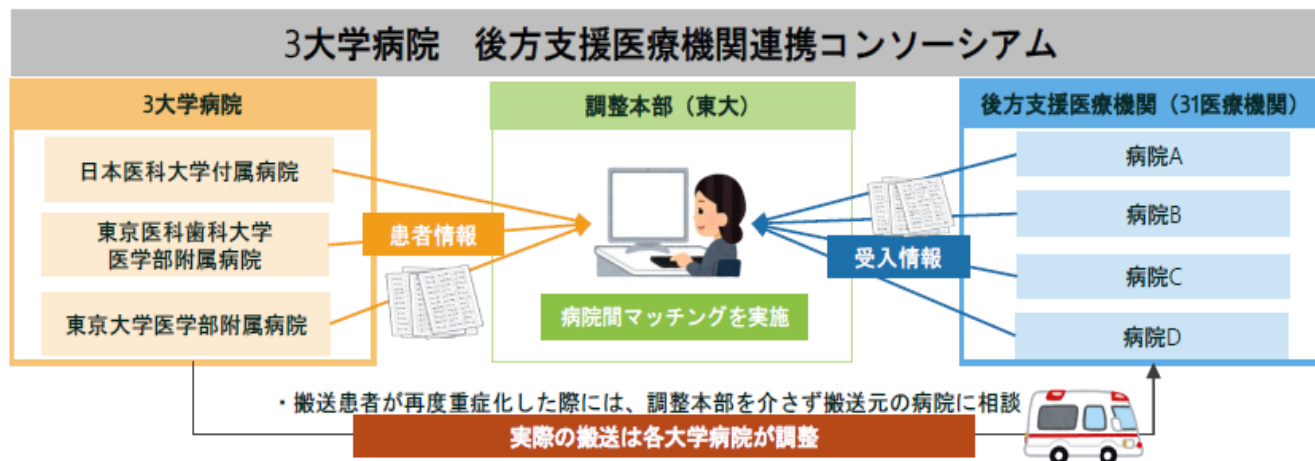 3大学病院　後方支援医療機関連携コンソーシアム
3大学病院
日本医科大学付属病院
東京医科歯科大学
医学部附属病院
東京大学医学部附属病院
患者情報
調整本部（東大）
病院間マッチングを実施
受入情報
後方支援医療機関（31医療機関）
病院A
病院B
病院C
病院D
・搬送患者が再度重症化した際には、調整本部を介さず搬送元の病院に相談
実際の搬送は各大学病院が調整